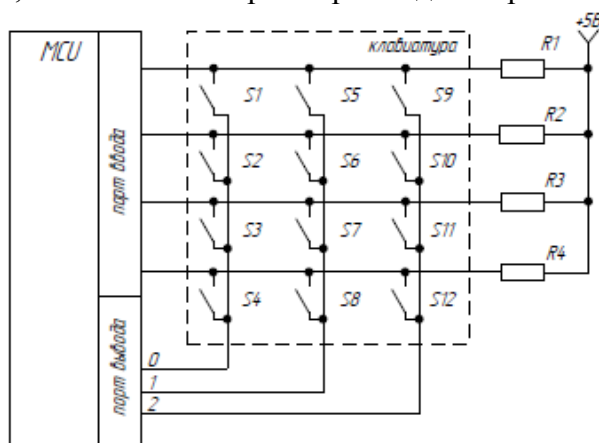 +5В
MCU
клавиатура
R1
порт ввода
S1 S5 S9
R2
S2 S6 S10
R3
S3 S7 S11
R4
S4 S8 S12
порт вывода
0
1
2